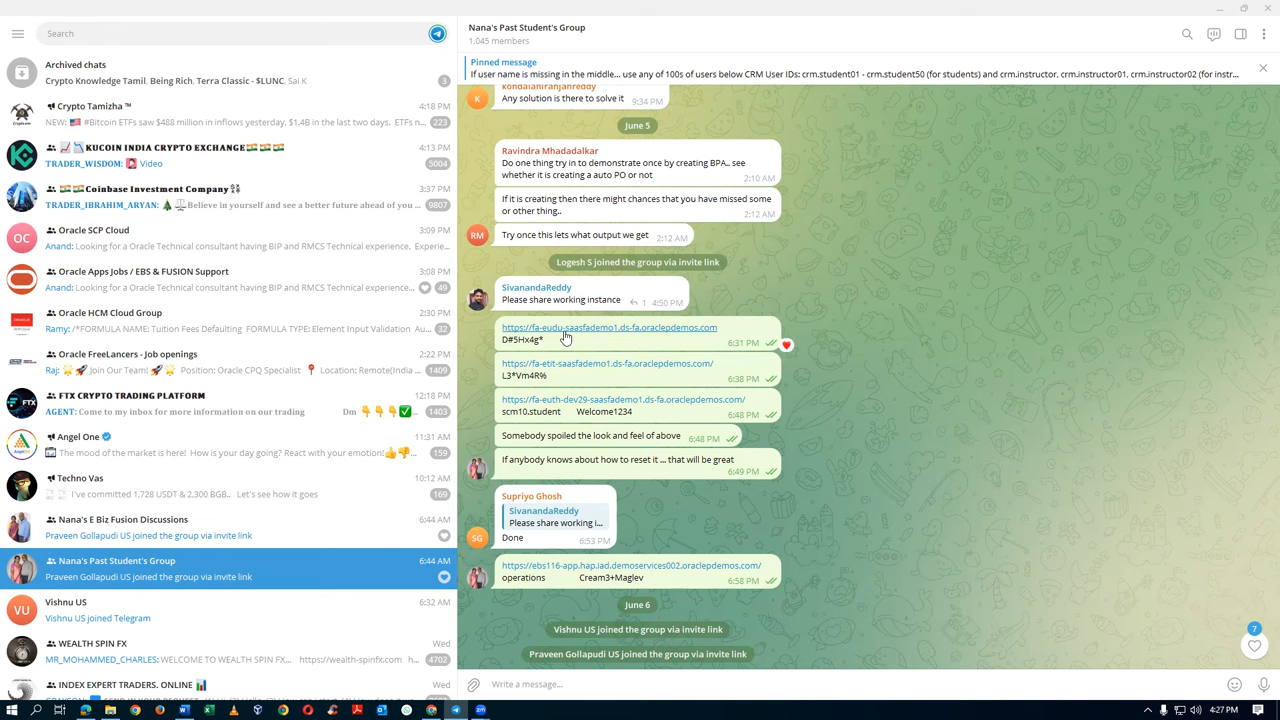 Search
Archived chats
Crypto Knowledge Tamil, Being Rich, Terra Classic - $LUNC, Sai K
3
Crypto Tamizha ™
4:18 PM
NEW: #Bitcoin ETFs saw $488 million in inflows yesterday, $1.4B in the last two days. ETFs n...
223
KUCOIN INDIA CRYPTO EXCHANGE
4:13 PM
TRADER_WISDOM: Video
5004
Coinbase Investment Company
3:37 PM
TRADER_IBRAHIM_ARYAN: Believe in yourself and see a better future ahead of you ...
9807
OC
Oracle SCP Cloud
3:09 PM
Anand: Looking for a Oracle Technical consultant having BIP and RMCS Technical experience. Experie...
Oracle Apps Jobs / EBS & FUSION Support
3:08 PM
Anand: Looking for a Oracle Technical consultant having BIP and RMCS Technical experience...
49
Oracle HCM Cloud Group
2:30 PM
Ramy: /*FORMULA NAME: Tuition Fees Defaulting FORMULA TYPE: Element Input Validation Au...
32
Oracle FreeLancers - Job openings
2:22 PM
Raj: Join Our Team! Position: Oracle CPQ Specialist Location: Remote(India ...
1409
FTX CRYPTO TRADING PLATFORM
12:18 PM
AGENT: Come to my inbox for more information on our trading Dm ...
1403
Angel One
11:31 AM
The mood of the market is here! How is your day going? React with your emotion!...
159
Techno Vas
10:12 AM
I've committed 1,728 USDT & 2,300 BGB.. Let's see how it goes
169
Nana's E Biz Fusion Discussions
6:44 AM
Praveen Gollapudi US joined the group via invite link
Nana's Past Student's Group
6:44 AM
Praveen Gollapudi US joined the group via invite link
VU
Vishnu US
6:32 AM
Vishnu US joined Telegram
WEALTH SPIN FX
Wed
MR_MOHAMMED_CHARLES: WELCOME TO WEALTH SPIN FX... https://wealth-spinfx.com h...
4702
INDEX EXPERT TRADERS. ONLINE
Wed
Nana's Past Student's Group
1,045 members
Pinned message
If user name is missing in the middle... use any of 100s of users below CRM User IDs: crm.student01 - crm.student50 (for students) and crm.instructor, crm.instructor01, crm.instructor02 (for instr...
K
kondalaniranjanreddy
Any solution is there to solve it
9:34 PM
June 5
Ravindra Mhadadalkar
Do one thing try in to demonstrate once by creating BPA.. see
whether it is creating a auto PO or not
2:10 AM
If it is creating then there might chances that you have missed some
or other thing..
2:12 AM
RM
Try once this lets what output we get
2:12 AM
Logesh S joined the group via invite link
SivanandaReddy
Please share working instance
1 4:50 PM
https://fa-eudu-saasfademo1.ds-fa.oraclepdemos.com
D#5Hx4g*
6:31 PM
https://fa-etit-saasfademo1.ds-fa.oraclepdemos.com/
L3*Vm4R%
6:38 PM
https://fa-euth-dev29-saasfademo1.ds-fa.oraclepdemos.com/
scm10.student Welcome1234
6:48 PM
Somebody spoiled the look and feel of above
6:48 PM
If anybody knows about how to reset it ... that will be great
6:49 PM
Supriyo Ghosh
SivanandaReddy
Please share working i...
SG
Done
6:53 PM
https://ebs116-app.hap.iad.demoservices002.oraclepdemos.com/
operations Cream3+Maglev
6:58 PM
June 6
Vishnu US joined the group via invite link
Praveen Gollapudi US joined the group via invite link
7
Write a message...
4:27 PM